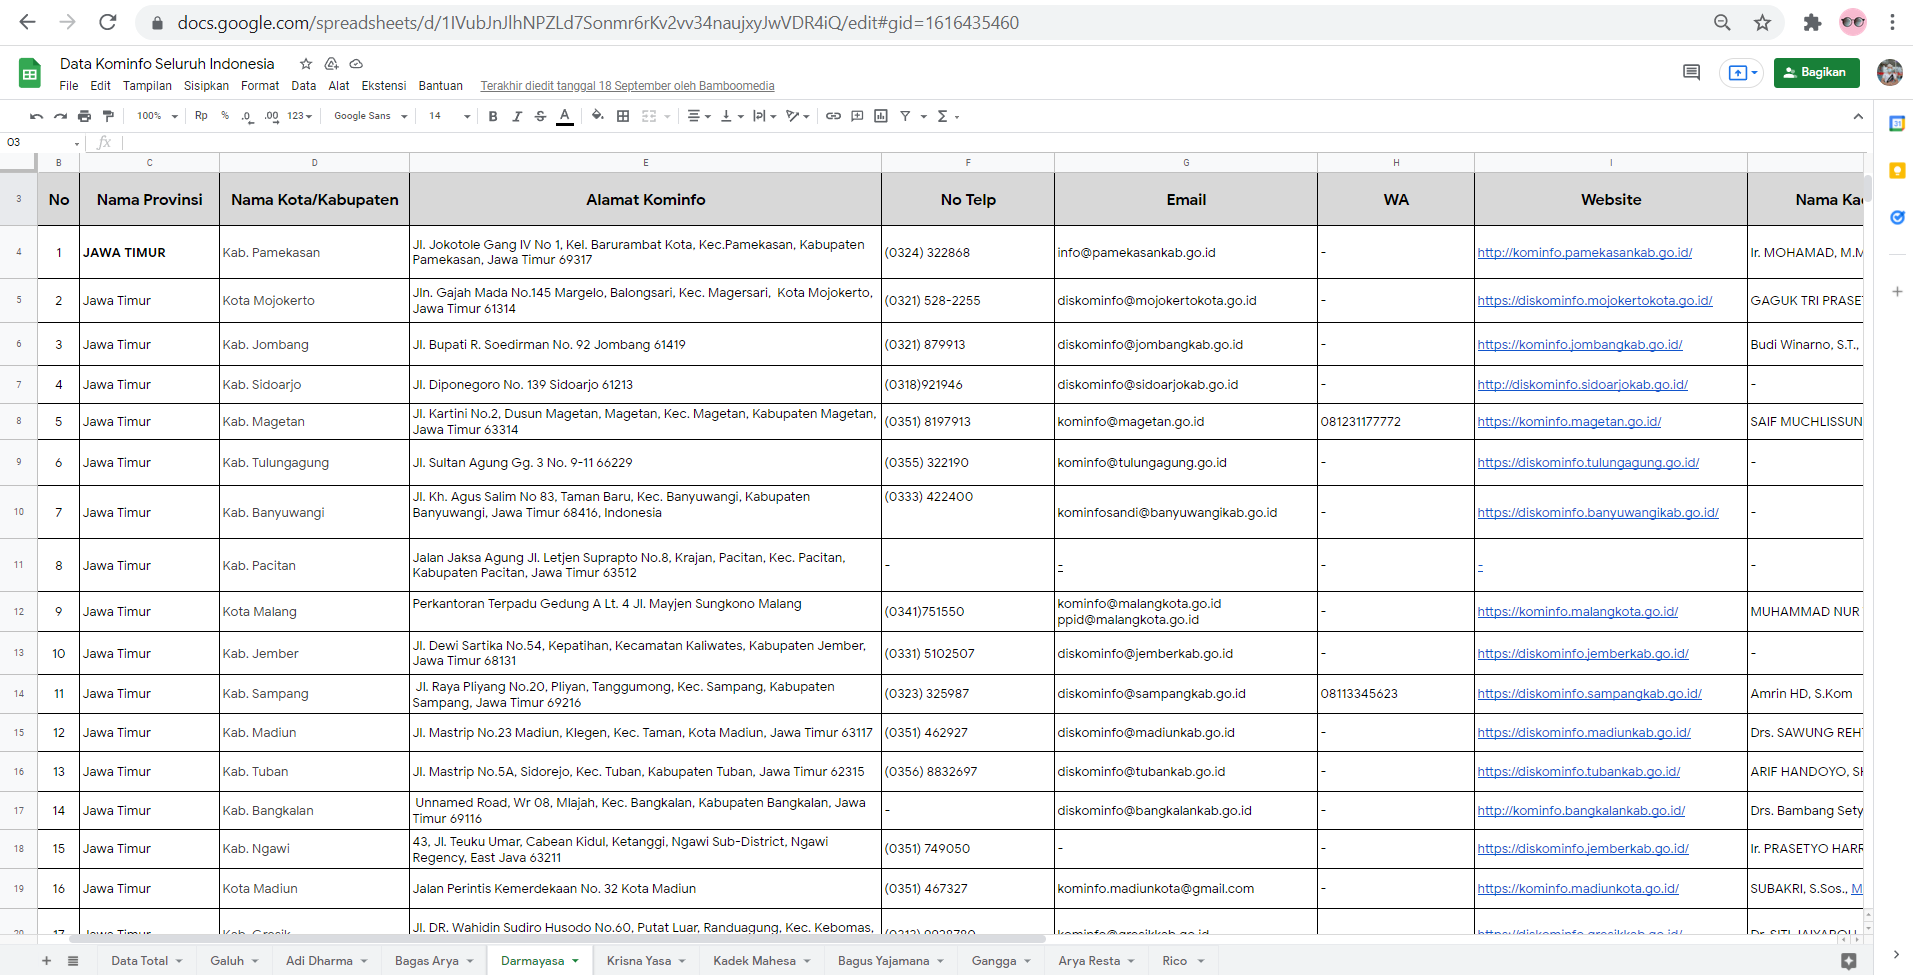 docs.google.com/spreadsheets/d/1IVubJnJlhNPZLd7Sonmr6rKv2vv34naujxyJwVDR4iQ/edit#gid=1616435460
Data Kominfo Seluruh Indonesia
File Edit Tampilan Sisipkan Format Data Alat Ekstensi Bantuan Terakhir diedit tanggal 18 September oleh Bamboomedia
Bagikan
100% Rp % .0 .00 123 Google Sans 14 B I S A
O3 fx
B C D E F G H I
3 No Nama Provinsi Nama Kota/Kabupaten Alamat Kominfo No Telp Email WA Website Nama
4 1 JAWA TIMUR Kab. Pamekasan Jl. Jokotole Gang IV No 1, Kel. Barurambat Kota, Kec.Pamekasan, Kabupaten
Pamekasan, Jawa Timur 69317 (0324) 322868 info@pamekasankab.go.id - http://kominfo.pamekasankab.go.id/ Ir. MOHAMAD, M.M
5 2 Jawa Timur Kota Mojokerto Jln. Gajah Mada No.145 Margelo, Balongsari, Kec. Magersari, Kota Mojokerto,
Jawa Timur 61314 (0321) 528-2255 diskominfo@mojokertokota.go.id - https://diskominfo.mojokertokota.go.id/ GAGUK TRI PRASE
6 3 Jawa Timur Kab. Jombang Jl. Bupati R. Soedirman No. 92 Jombang 61419 (0321) 879913 diskominfo@jombangkab.go.id - https://kominfo.jombangkab.go.id/ Budi Winarno, S.T.,
7 4 Jawa Timur Kab. Sidoarjo Jl. Diponegoro No. 139 Sidoarjo 61213 (0318)921946 diskominfo@sidoarjokab.go.id - http://diskominfo.sidoarjokab.go.id/ -
8 5 Jawa Timur Kab. Magetan Jl. Kartini No.2, Dusun Magetan, Magetan, Kec. Magetan, Kabupaten Magetan,
Jawa Timur 63314 (0351) 8197913 kominfo@magetan.go.id 081231177772 https://kominfo.magetan.go.id/ SAIF MUCHLISSUN
9 6 Jawa Timur Kab. Tulungagung Jl. Sultan Agung Gg. 3 No. 9-11 66229 (0355) 322190 kominfo@tulungagung.go.id - https://diskominfo.tulungagung.go.id/ -
10 7 Jawa Timur Kab. Banyuwangi Jl. Kh. Agus Salim No 83, Taman Baru, Kec. Banyuwangi, Kabupaten
Banyuwangi, Jawa Timur 68416, Indonesia (0333) 422400 kominfosandi@banyuwangikab.go.id - https://diskominfo.banyuwangikab.go.id/ -
11 8 Jawa Timur Kab. Pacitan Jalan Jaksa Agung Jl. Letjen Suprapto No.8, Krajan, Pacitan, Kec. Pacitan,
Kabupaten Pacitan, Jawa Timur 63512 - - - - -
12 9 Jawa Timur Kota Malang Perkantoran Terpadu Gedung A Lt. 4 Jl. Mayjen Sungkono Malang (0341)751550 kominfo@malangkota.go.id
ppid@malangkota.go.id - https://kominfo.malangkota.go.id/ MUHAMMAD NUR
13 10 Jawa Timur Kab. Jember Jl. Dewi Sartika No.54, Kepatihan, Kecamatan Kaliwates, Kabupaten Jember,
Jawa Timur 68131 (0331) 5102507 diskominfo@jemberkab.go.id - https://diskominfo.jemberkab.go.id/ -
14 11 Jawa Timur Kab. Sampang Jl. Raya Pliyang No.20, Pliyan, Tanggumong, Kec. Sampang, Kabupaten
Sampang, Jawa Timur 69216 (0323) 325987 diskominfo@sampangkab.go.id 08113345623 https://diskominfo.sampangkab.go.id/ Amrin HD, S.Kom
15 12 Jawa Timur Kab. Madiun Jl. Mastrip No.23 Madiun, Klegen, Kec. Taman, Kota Madiun, Jawa Timur 63117 (0351) 462927 diskominfo@madiunkab.go.id - https://diskominfo.madiunkab.go.id/ Drs. SAWUNG REH
16 13 Jawa Timur Kab. Tuban Jl. Mastrip No.5A, Sidorejo, Kec. Tuban, Kabupaten Tuban, Jawa Timur 62315 (0356) 8832697 diskominfo@tubankab.go.id - https://diskominfo.tubankab.go.id/ ARIF HANDOYO, SH
17 14 Jawa Timur Kab. Bangkalan Unnamed Road, Wr 08, Mlajah, Kec. Bangkalan, Kabupaten Bangkalan, Jawa
Timur 69116 - diskominfo@bangkalankab.go.id - http://kominfo.bangkalankab.go.id/ Drs. Bambang Sety
18 15 Jawa Timur Kab. Ngawi 43, Jl. Teuku Umar, Cabean Kidul, Ketanggi, Ngawi Sub-District, Ngawi
Regency, East Java 63211 (0351) 749050 - - https://diskominfo.jemberkab.go.id/ Ir. PRASETYO HARR
19 16 Jawa Timur Kota Madiun Jalan Perintis Kemerdekaan No. 32 Kota Madiun (0351) 467327 kominfo.madiunkota@gmail.com - https://kominfo.madiunkota.go.id/ SUBAKRI, S.Sos., M
20 17 Jawa Timur Kab. Gresik Jl. DR. Wahidin Sudiro Husodo No.60, Putat Luar, Randuagung, Kec. Kebomas,
Data Total Galuh Adi Dharma Bagas Arya Darmayasa Krisna Yasa Kadek Mahesa Bagus Yajamana Gangga Arya Resta Rico